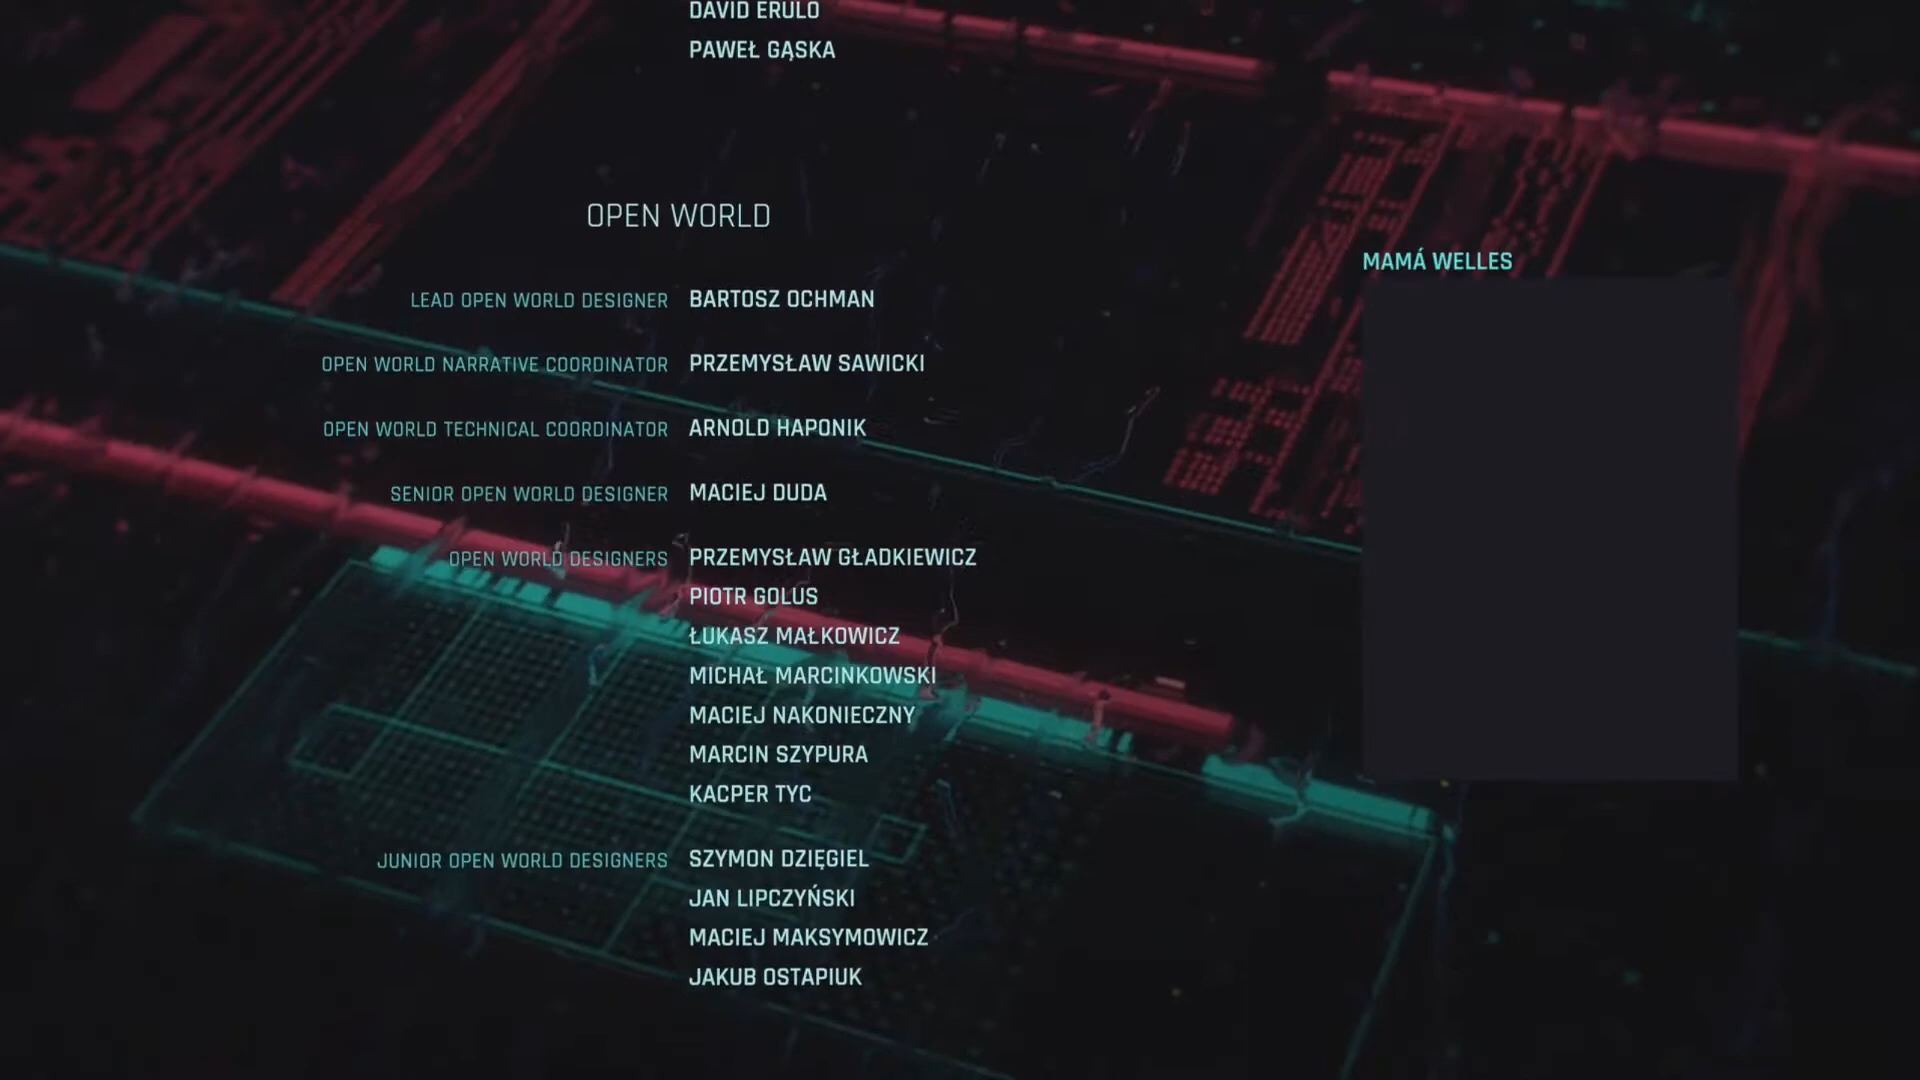 DAVID ERULO
PAWEŁ GĄSKA
OPEN WORLD
MAMÁ WELLES
LEAD OPEN WORLD DESIGNER BARTOSZ OCHMAN
OPEN WORLD NARRATIVE COORDINATOR PRZEMYSŁAW SAWICKI
OPEN WORLD TECHNICAL COORDINATOR ARNOLD HAPONIK
SENIOR OPEN WORLD DESIGNER MACIEJ DUDA
OPEN WORLD DESIGNERS PRZEMYSŁAW GŁADKIEWICZ
PIOTR GOLUS
ŁUKASZ MAŁKOWICZ
MICHAŁ MARCINKOWSKI
MACIEJ NAKONIECZNY
MARCIN SZYPURA
KACPER TYC
JUNIOR OPEN WORLD DESIGNERS SZYMON DZIĘGIEL
JAN LIPCZYŃSKI
MACIEJ MAKSYMOWICZ
JAKUB OSTAPIUK